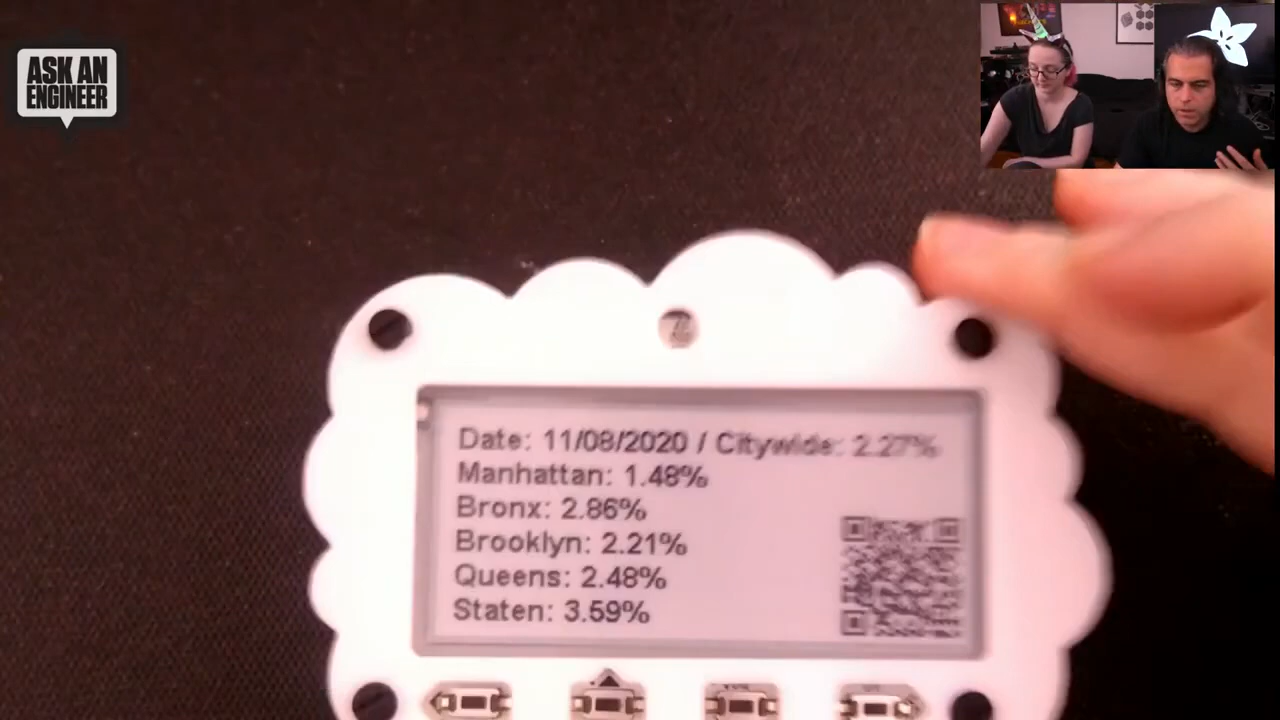 ASK AN
ENGINEER
Date: 11/08/2020 / Citywide: 2.27%
Manhattan: 1.48%
Bronx: 2.86%
Brooklyn: 2.21%
Queens: 2.48%
Staten: 3.59%